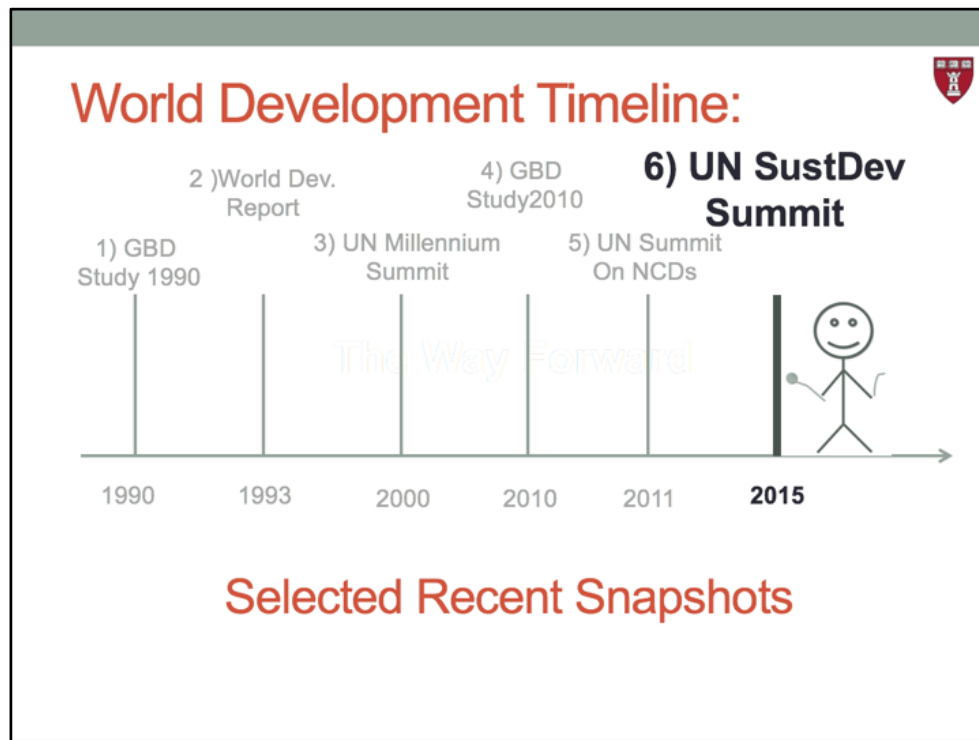 World Development Timeline:
6) UN SustDev
Summit
4) GBD
Study2010
2 )World Dev.
Report
3) UN Millennium
Summit
5) UN Summit
On NCDs
1) GBD
Study 1990
The Way Forward
1990
1993
2000
2010
2011
2015
Selected Recent Snapshots